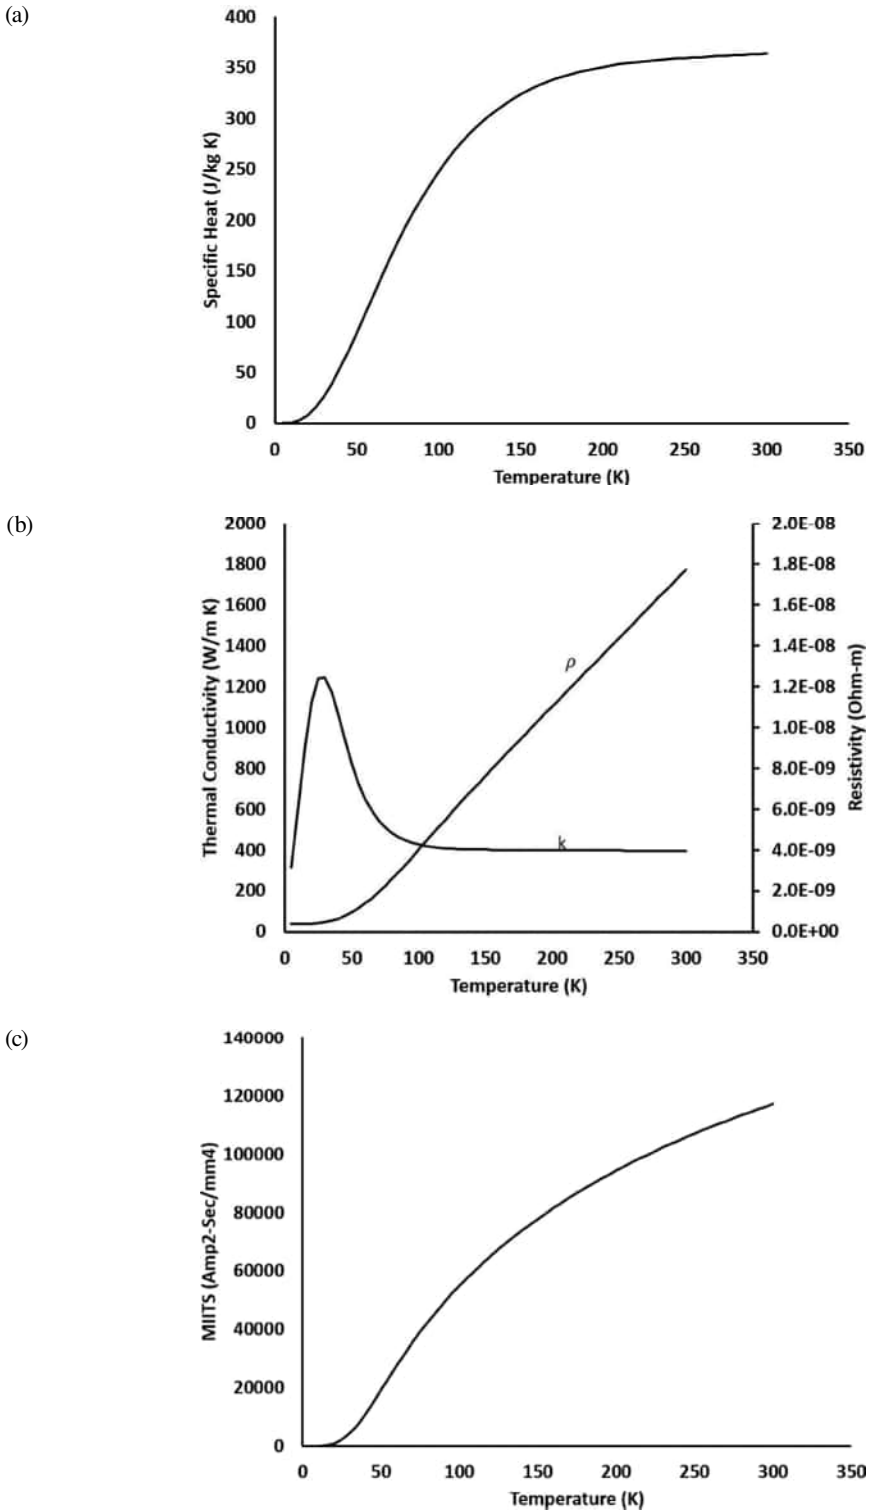 (a)
400
350
300
250
200
150
100
50
0
Specific Heat (J/kg K)
0 50 100 150 200 250 300 350
Temperature (K)
(b)
2000
1800
1600
1400
1200
1000
800
600
400
200
0
Thermal Conductivity (W/m K)
ρ
k
2.0E-08
1.8E-08
1.6E-08
1.4E-08
1.2E-08
1.0E-08
8.0E-09
6.0E-09
4.0E-09
2.0E-09
0.0E+00
Resistivity (Ohm-m)
0 50 100 150 200 250 300 350
Temperature (K)
(c)
140000
120000
100000
80000
60000
40000
20000
0
MIITS (Amp2-Sec/mm4)
0 50 100 150 200 250 300 350
Temperature (K)